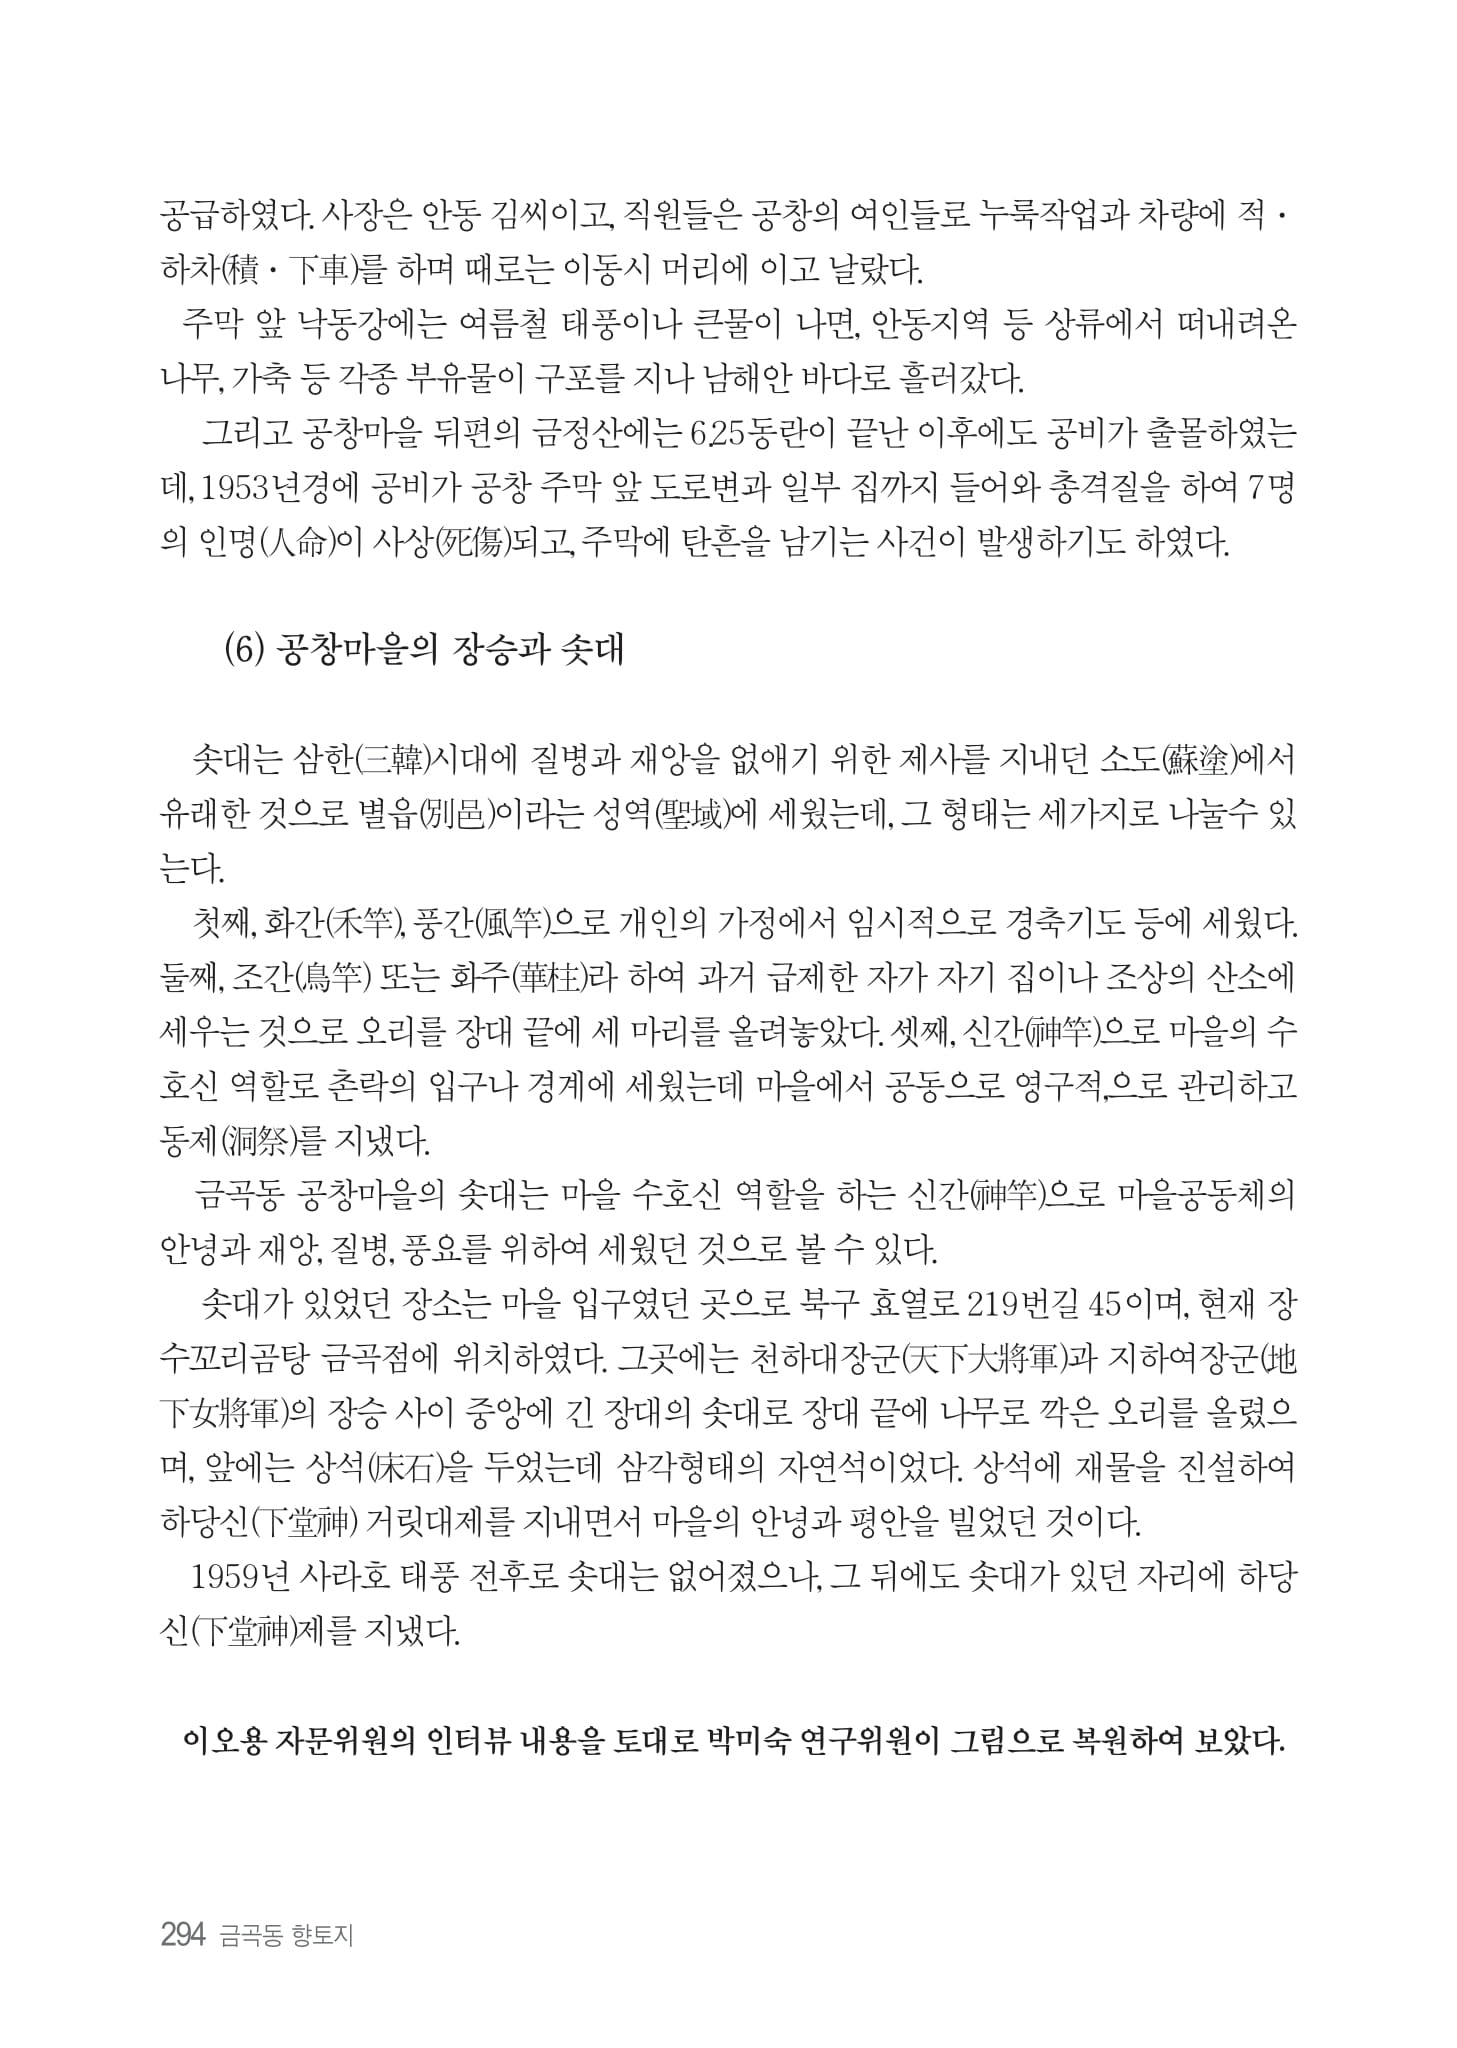 공급하였다. 사장은 안동 김씨이고, 직원들은 공창의 여인들로 누룩작업과 차량에 적·
하차(積·下車)를 하며 때로는 이동시 머리에 이고 날랐다.
주막 앞 낙동강에는 여름철 태풍이나 큰물이 나면, 안동지역 등 상류에서 떠내려온
나무, 가축 등 각종 부유물이 구포를 지나 남해안 바다로 흘러갔다.
그리고 공창마을 뒤편의 금정산에는 6.25동란이 끝난 이후에도 공비가 출몰하였는
데, 1953년경에 공비가 공창 주막 앞 도로변과 일부 집까지 들어와 총격질을 하여 7명
의 인명(人命)이 사상(死傷)되고, 주막에 탄흔을 남기는 사건이 발생하기도 하였다.
(6) 공창마을의 장승과 솟대
솟대는 삼한(三韓)시대에 질병과 재앙을 없애기 위한 제사를 지내던 소도(蘇塗)에서
유래한 것으로 별읍(別邑)이라는 성역(聖域)에 세웠는데, 그 형태는 세가지로 나눌수 있
는다.
첫째, 화간(禾竿), 풍간(風竿)으로 개인의 가정에서 임시적으로 경축기도 등에 세웠다.
둘째, 조간(鳥竿) 또는 화주(華柱)라 하여 과거 급제한 자가 자기 집이나 조상의 산소에
세우는 것으로 오리를 장대 끝에 세 마리를 올려놓았다. 셋째, 신간(神竿)으로 마을의 수
호신 역할로 촌락의 입구나 경계에 세웠는데 마을에서 공동으로 영구적,으로 관리하고
동제(洞祭)를 지냈다.
금곡동 공창마을의 솟대는 마을 수호신 역할을 하는 신간(神竿)으로 마을공동체의
안녕과 재앙, 질병, 풍요를 위하여 세웠던 것으로 볼 수 있다.
솟대가 있었던 장소는 마을 입구였던 곳으로 북구 효열로 219번길 45이며, 현재 장
수꼬리곰탕 금곡점에 위치하였다. 그곳에는 천하대장군(天下大將軍)과 지하여장군(地
下女將軍)의 장승 사이 중앙에 긴 장대의 솟대로 장대 끝에 나무로 깍은 오리를 올렸으
며, 앞에는 상석(床石)을 두었는데 삼각형태의 자연석이었다. 상석에 재물을 진설하여
하당신(下堂神) 거릿대제를 지내면서 마을의 안녕과 평안을 빌었던 것이다.
1959년 사라호 태풍 전후로 솟대는 없어졌으나, 그 뒤에도 솟대가 있던 자리에 하당
신(下堂神)제를 지냈다.
이오용 자문위원의 인터뷰 내용을 토대로 박미숙 연구위원이 그림으로 복원하여 보았다.
294 금곡동 향토지